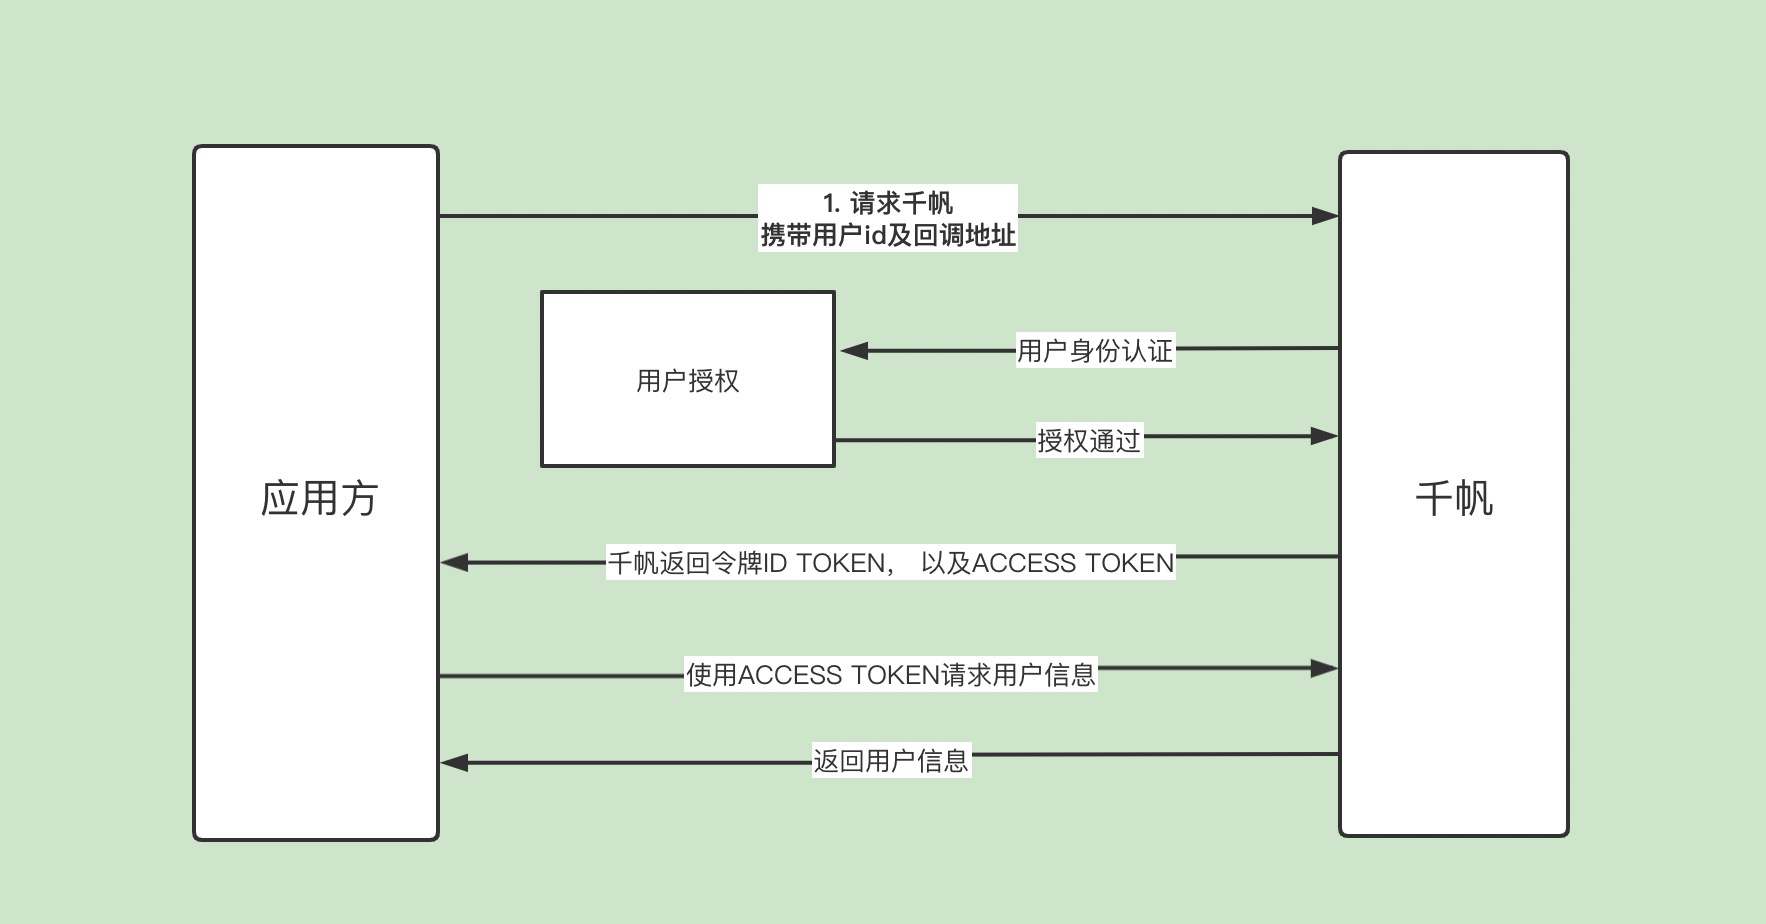 1. 请求千帆
携带用户id及回调地址
用户身份认证
用户授权
授权通过
应用方
千帆
千帆返回令牌ID TOKEN， 以及ACCESS TOKEN
使用ACCESS TOKEN请求用户信息
返回用户信息